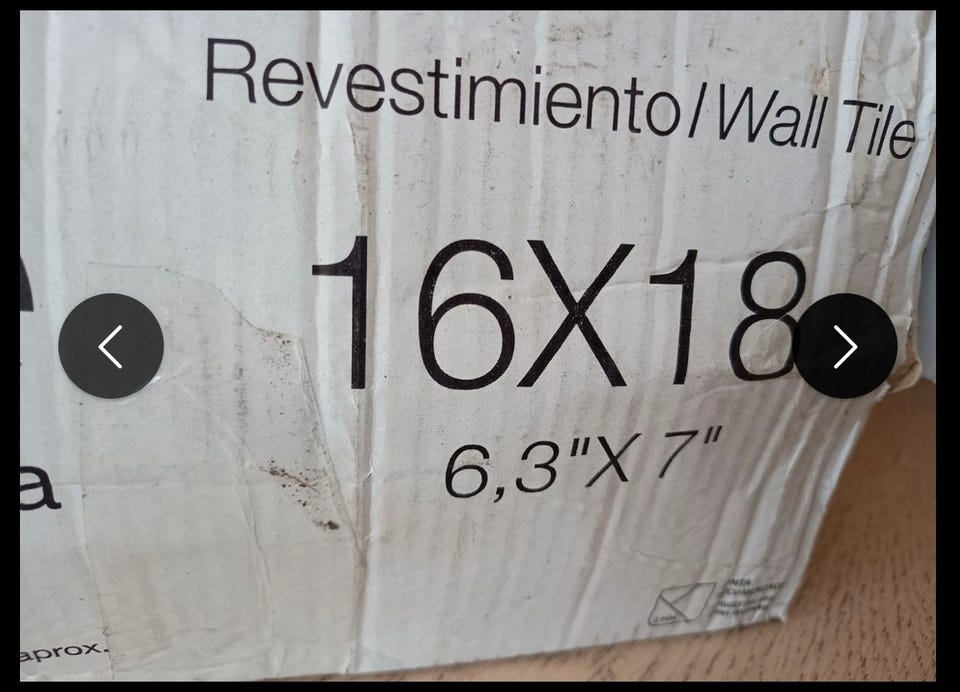 Revestimiento/Wall Tile
16X18
6,3"X 7"
a
aprox.